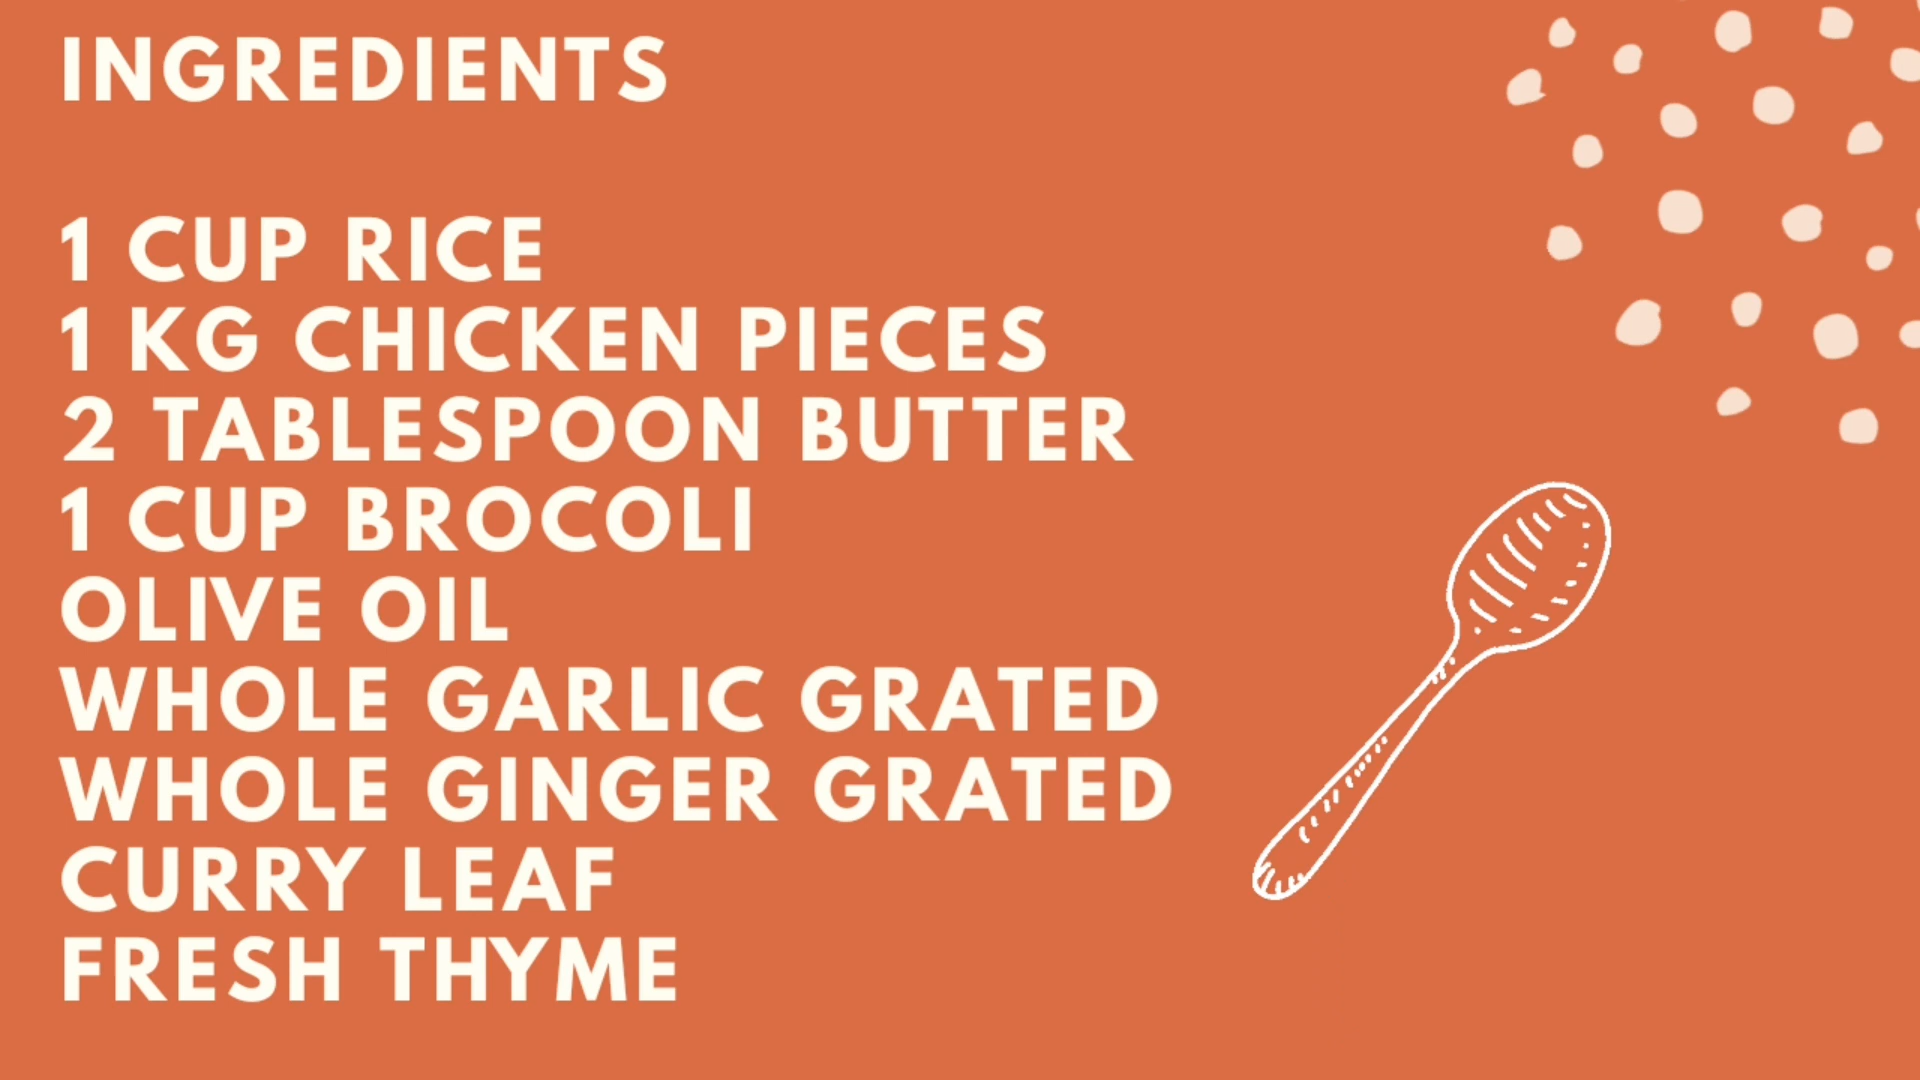 INGREDIENTS
1 CUP RICE
1 KG CHICKEN PIECES
2 TABLESPOON BUTTER
1 CUP BROCOLI
OLIVE OIL
WHOLE GARLIC GRATED
WHOLE GINGER GRATED
CURRY LEAF
FRESH THYME